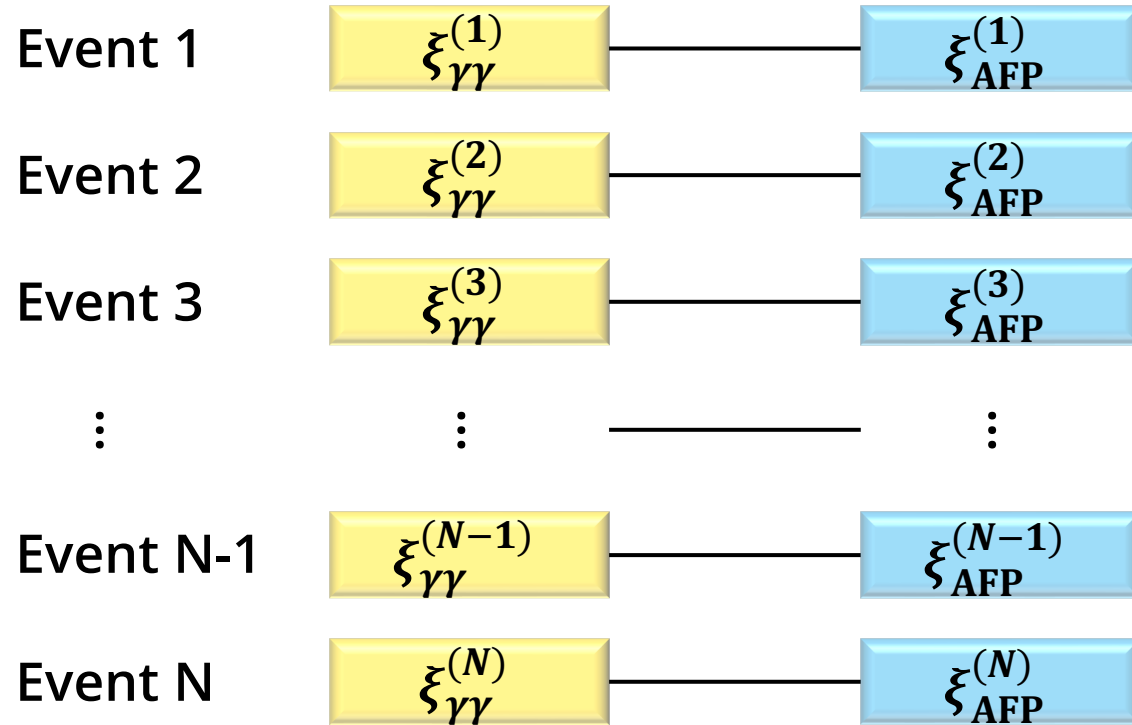 Event 1 ξ_γγ^(1) ξ_AFP^(1)
Event 2 ξ_γγ^(2) ξ_AFP^(2)
Event 3 ξ_γγ^(3) ξ_AFP^(3)
⋮ ⋮ ⋮
Event N-1 ξ_γγ^(N−1) ξ_AFP^(N−1)
Event N ξ_γγ^(N) ξ_AFP^(N)